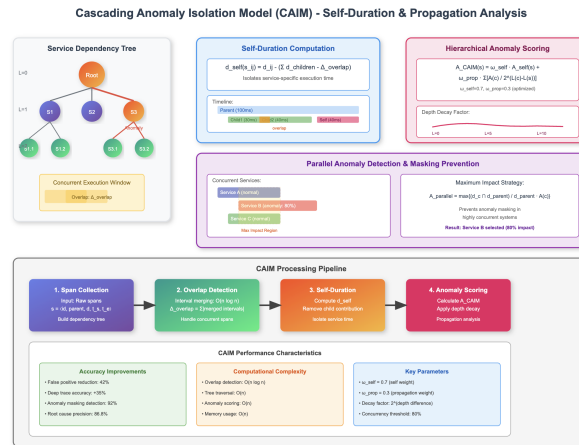 Cascading Anomaly Isolation Model (CAIM) - Self-Duration & Propagation Analysis
Service Dependency Tree
L=0
Root
L=1
S1
S2
S3
Anomaly
S1.2
S3.1
S3.2
Concurrent Execution Window
Overlap: Δ_overlap
Self-Duration Computation
d_self(s_ij) = d_ij - (Σ d_children - Δ_overlap)
Isolates service-specific execution time
Timeline:
Parent (100ms)
overlap
Hierarchical Anomaly Scoring
A_CAIM(s) = ω_self · A_self(s) +
ω_prop · Σ[A(c) / 2^(L(c)-L(s))]
ω_self=0.7, ω_prop=0.3 (optimized)
Depth Decay Factor:
L=0
L=5
L=10
Parallel Anomaly Detection & Masking Prevention
Concurrent Services:
Service A (normal)
Service B (anomaly: 80%)
Service C (normal)
Max Impact Region
Maximum Impact Strategy:
A_parallel = max{(d_c ∩ d_parent) / d_parent · A(c)}
Prevents anomaly masking in
highly concurrent systems
Result: Service B selected (80% impact)
CAIM Processing Pipeline
1. Span Collection
Input: Raw spans
s = (id, parent, d, t_s, t_e)
Build dependency tree
2. Overlap Detection
Interval merging: O(n log n)
Δ_overlap = Σ(merged intervals)
Handle concurrent spans
3. Self-Duration
Compute d_self
Remove child contribution
Isolate service time
4. Anomaly Scoring
Calculate A_CAIM
Apply depth decay
Propagation analysis
CAIM Performance Characteristics
Accuracy Improvements
• False positive reduction: 42%
• Deep trace accuracy: +35%
• Anomaly masking detection: 92%
• Root cause precision: 86.8%
Computational Complexity
• Overlap detection: O(n log n)
• Tree traversal: O(n)
• Anomaly scoring: O(n)
• Memory usage: O(n)
Key Parameters
• ω_self = 0.7 (self weight)
• ω_prop = 0.3 (propagation weight)
• Decay factor: 2^(depth difference)
• Concurrency threshold: 80%